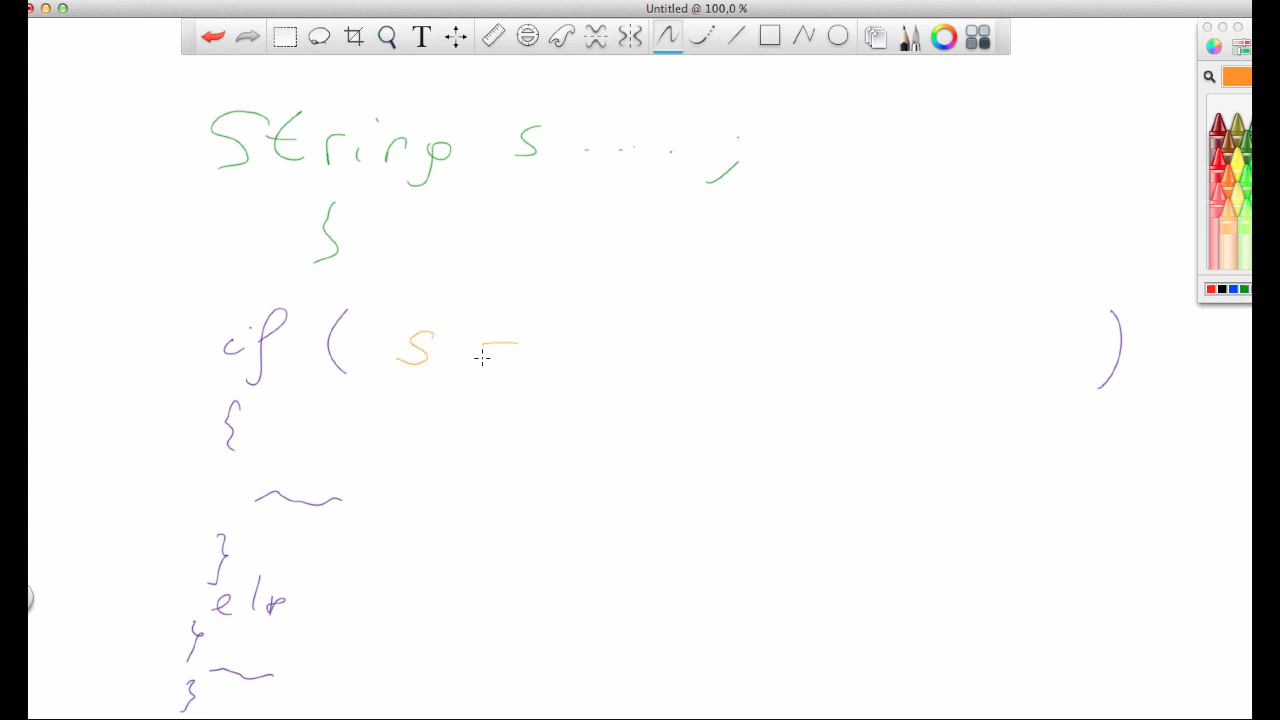 Untitled @ 100,0 %
T
String s .... ;
}
if ( s - )
{
}
else
{
}